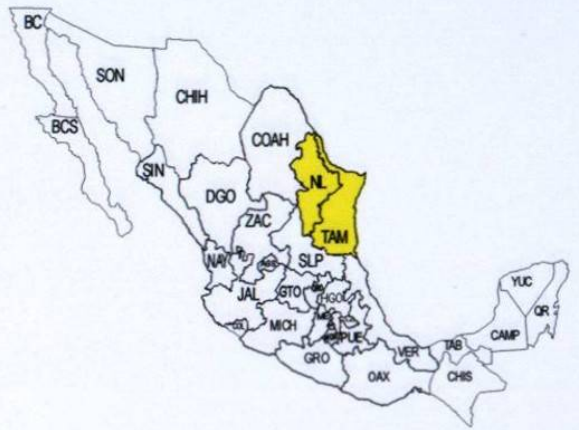 BC
SON
CHIH
COAH
BCS
SIN
NL
DGO
ZAC
TAM
NAY
SLP
JAL
GTO
HGO
MICH
PUE
GRO
OAX
VER
TAB
CHIS
CAMP
YUC
QR